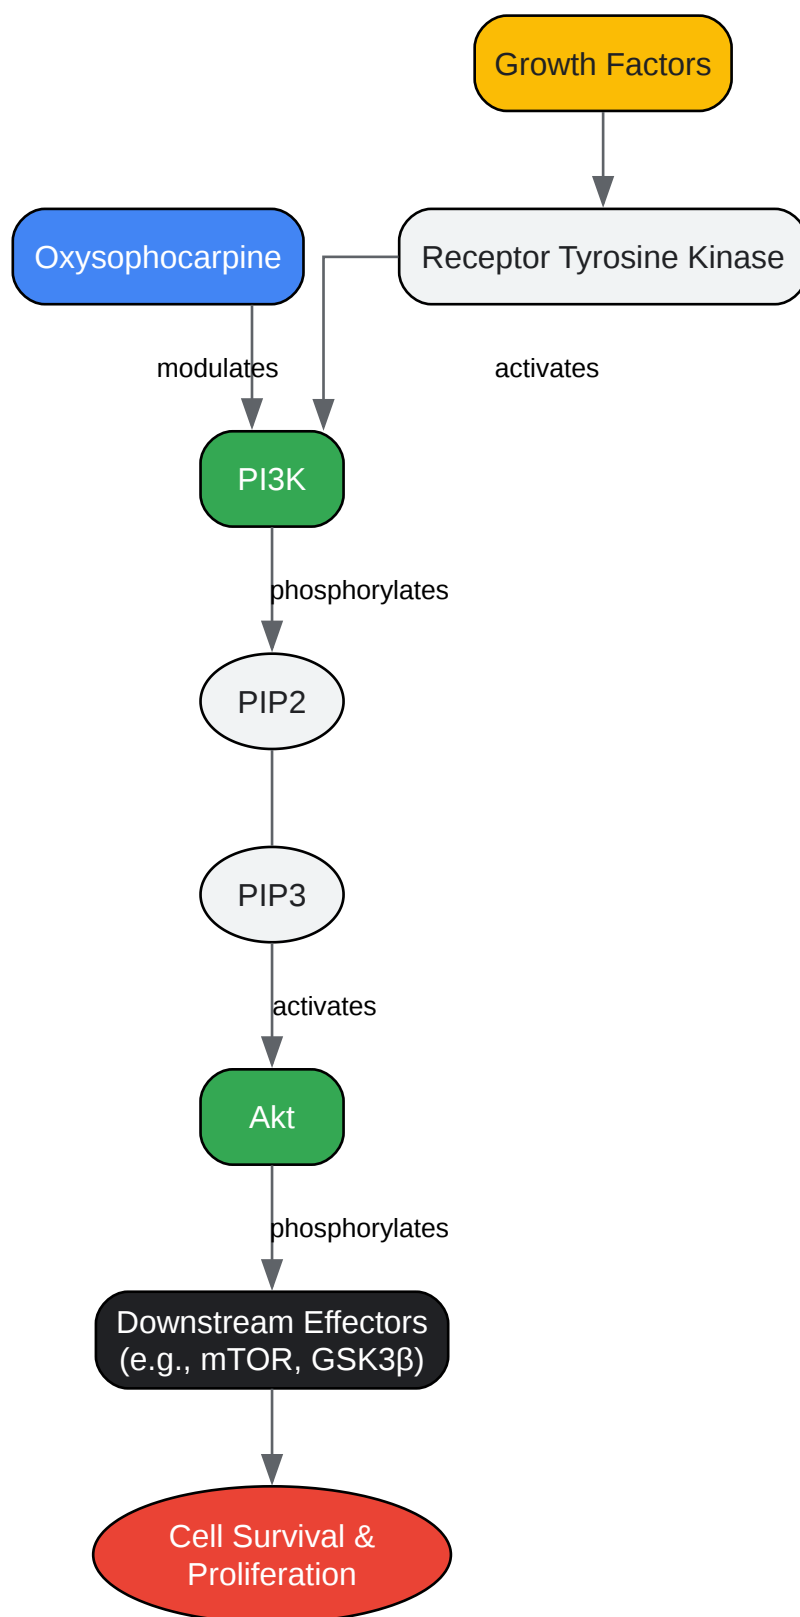 Growth Factors
Oxysophocarpine
Receptor Tyrosine Kinase
modulates
activates
PI3K
phosphorylates
PIP2
PIP3
activates
Akt
phosphorylates
Downstream Effectors
(e.g., mTOR, GSK3β)
Cell Survival &
Proliferation